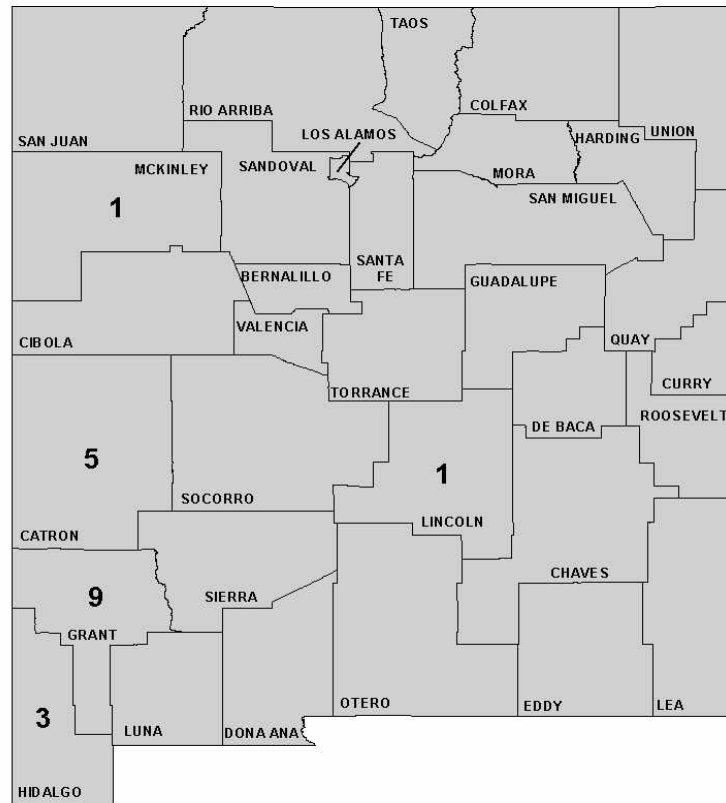 TAOS
RIO ARRIBA
COLFAX
LOS ALAMOS
HARDING
UNION
SAN JUAN
MCKINLEY
SANDOVAL
MORA
SAN MIGUEL
1
SANTA
FE
BERNALILLO
GUADALUPE
VALENCIA
CIBOLA
QUAY
CURRY
TORRANCE
ROOSEVELT
DE BACA
5
1
SOCORRO
LINCOLN
CATRON
CHAVES
9
SIERRA
GRANT
OTERO
EDDY
LEA
3
LUNA
DONA ANA
HIDALGO